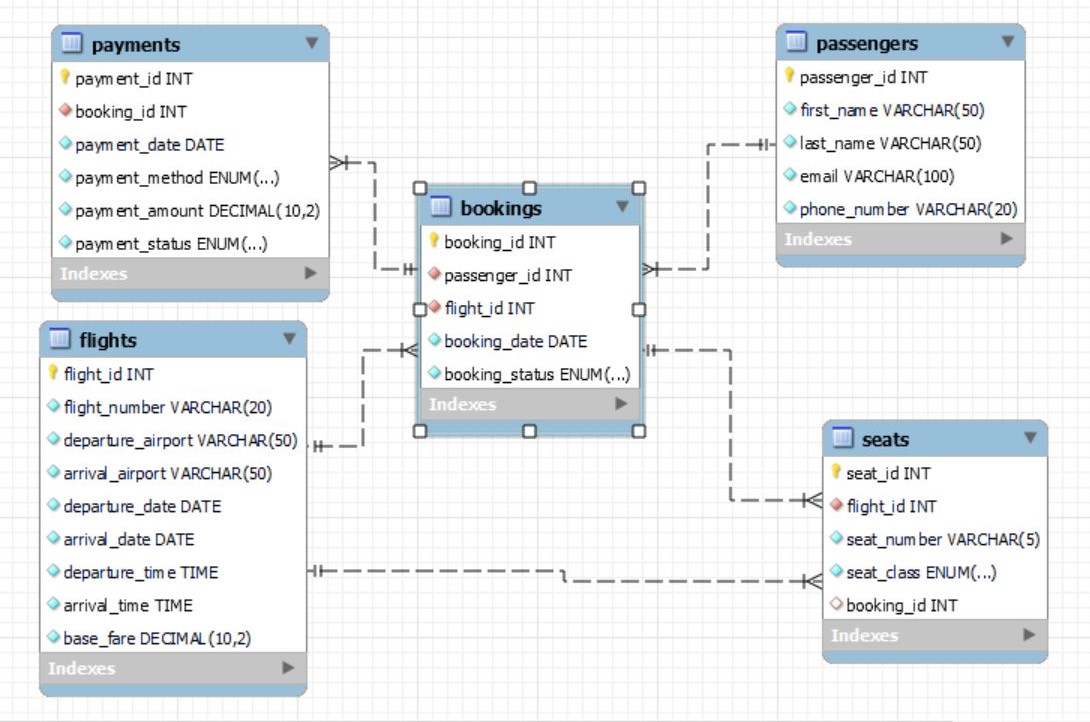 payments
payment_id INT
booking_id INT
payment_date DATE
payment_method ENUM(...)
payment_amount DECIMAL(10,2)
payment_status ENUM(...)
Indexes
passengers
passenger_id INT
first_name VARCHAR(50)
last_name VARCHAR(50)
email VARCHAR(100)
phone_number VARCHAR(20)
Indexes
bookings
booking_id INT
passenger_id INT
flight_id INT
booking_date DATE
booking_status ENUM(...)
Indexes
flights
flight_id INT
flight_number VARCHAR(20)
departure_airport VARCHAR(50)
arrival_airport VARCHAR(50)
departure_date DATE
arrival_date DATE
departure_time TIME
arrival_time TIME
base_fare DECIMAL(10,2)
Indexes
seats
seat_id INT
flight_id INT
seat_number VARCHAR(5)
seat_class ENUM(...)
booking_id INT
Indexes